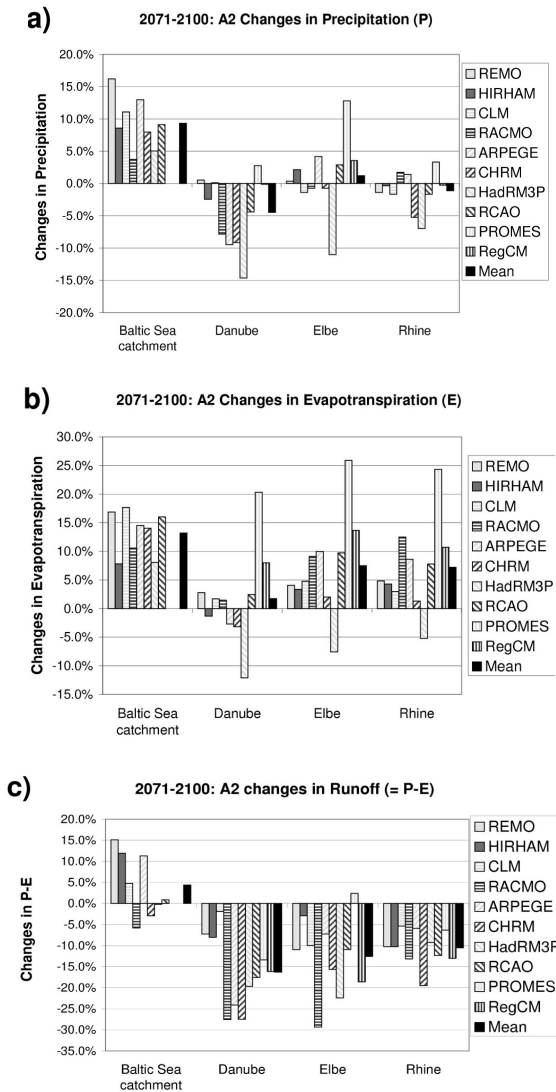 a)
2071-2100: A2 Changes in Precipitation (P)
Changes in Precipitation
20.0%
15.0%
10.0%
5.0%
0.0%
-5.0%
-10.0%
-15.0%
-20.0%
Baltic Sea catchment
Danube
Elbe
Rhine
REMO
HIRHAM
CLM
RACMO
ARPEGE
CHRM
HadRM3P
RCAO
PROMES
RegCM
Mean
b)
2071-2100: A2 Changes in Evapotranspiration (E)
Changes in Evapotranspiration
30.0%
25.0%
20.0%
15.0%
10.0%
5.0%
0.0%
-5.0%
-10.0%
-15.0%
Baltic Sea catchment
Danube
Elbe
Rhine
REMO
HIRHAM
CLM
RACMO
ARPEGE
CHRM
HadRM3P
RCAO
PROMES
RegCM
Mean
c)
2071-2100: A2 changes in Runoff (= P-E)
Changes in P-E
20.0%
15.0%
10.0%
5.0%
0.0%
-5.0%
-10.0%
-15.0%
-20.0%
-25.0%
-30.0%
-35.0%
Baltic Sea catchment
Danube
Elbe
Rhine
REMO
HIRHAM
CLM
RACMO
ARPEGE
CHRM
HadRM3P
RCAO
PROMES
RegCM
Mean